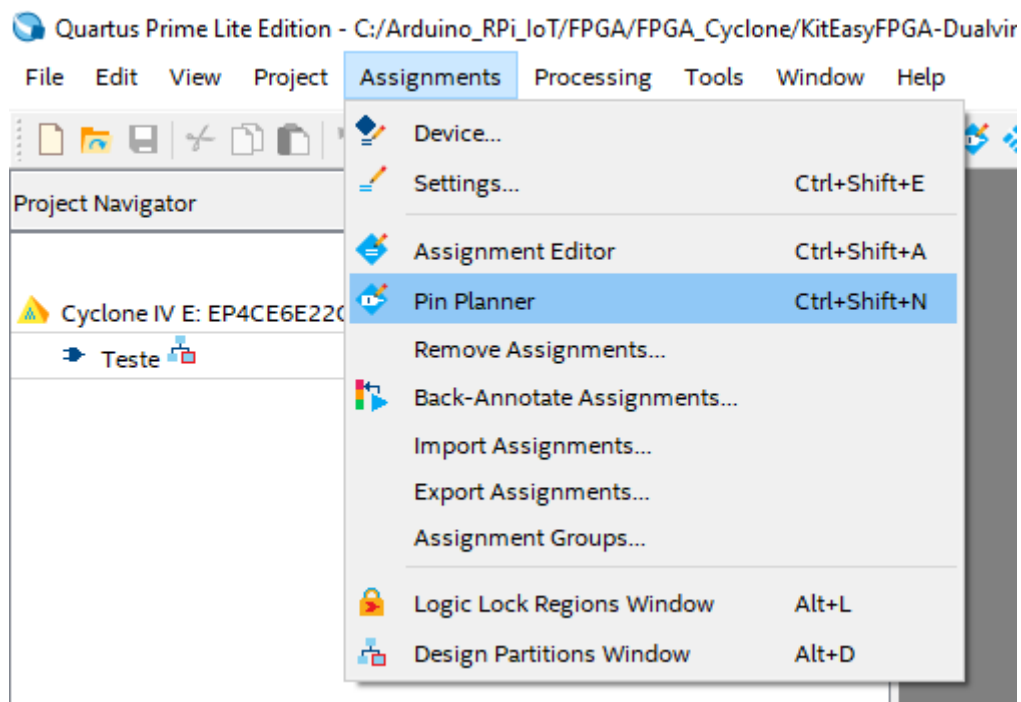 Quartus Prime Lite Edition - C:/Arduino_RPi_IoT/FPGA/FPGA_Cyclone/KitEasyFPGA-Dualvir
File Edit View Project Assignments Processing Tools Window Help
Device...
Settings... Ctrl+Shift+E
Project Navigator
Assignment Editor Ctrl+Shift+A
Pin Planner Ctrl+Shift+N
Cyclone IV E: EP4CE6E22C
Remove Assignments...
Teste
Back-Annotate Assignments...
Import Assignments...
Export Assignments...
Assignment Groups...
Logic Lock Regions Window Alt+L
Design Partitions Window Alt+D